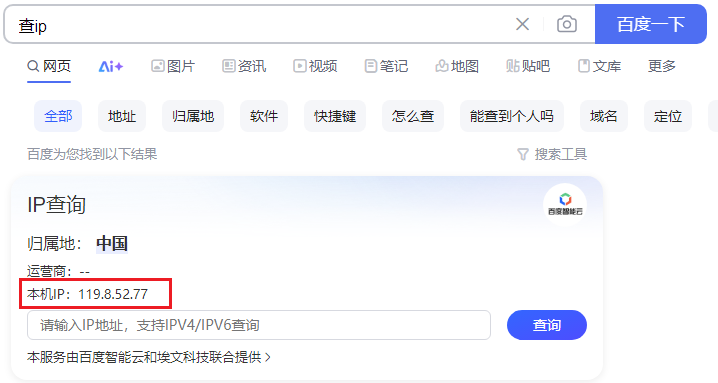 查ip 百度一下
网页 Ai+ 图片 资讯 视频 笔记 地图 贴吧 文库 更多
全部 地址 归属地 软件 快捷键 怎么查 能查到个人吗 域名 定位
百度为您找到以下结果 搜索工具
IP查询
百度智能云
归属地： 中国
运营商：--
本机IP：119.8.52.77
请输入IP地址，支持IPV4/IPV6查询 查询
本服务由百度智能云和埃文科技联合提供 >